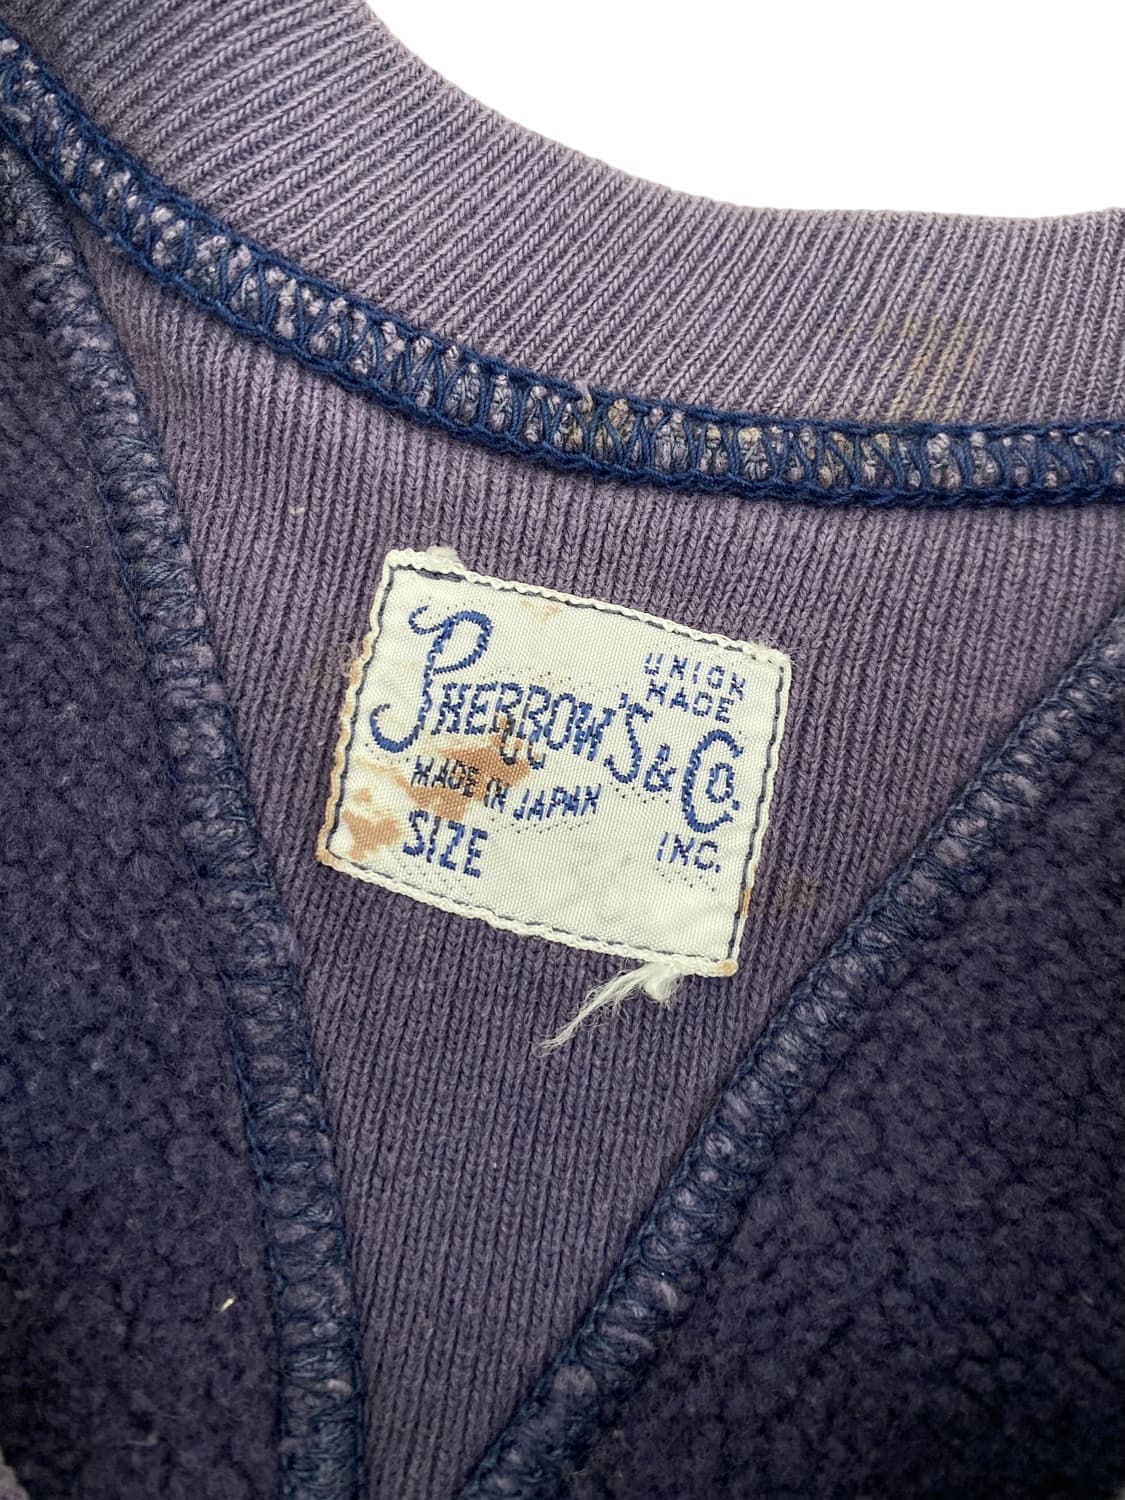 UNION
MADE
PHERROW'S & CO.
MADE IN JAPAN
SIZE
INC.